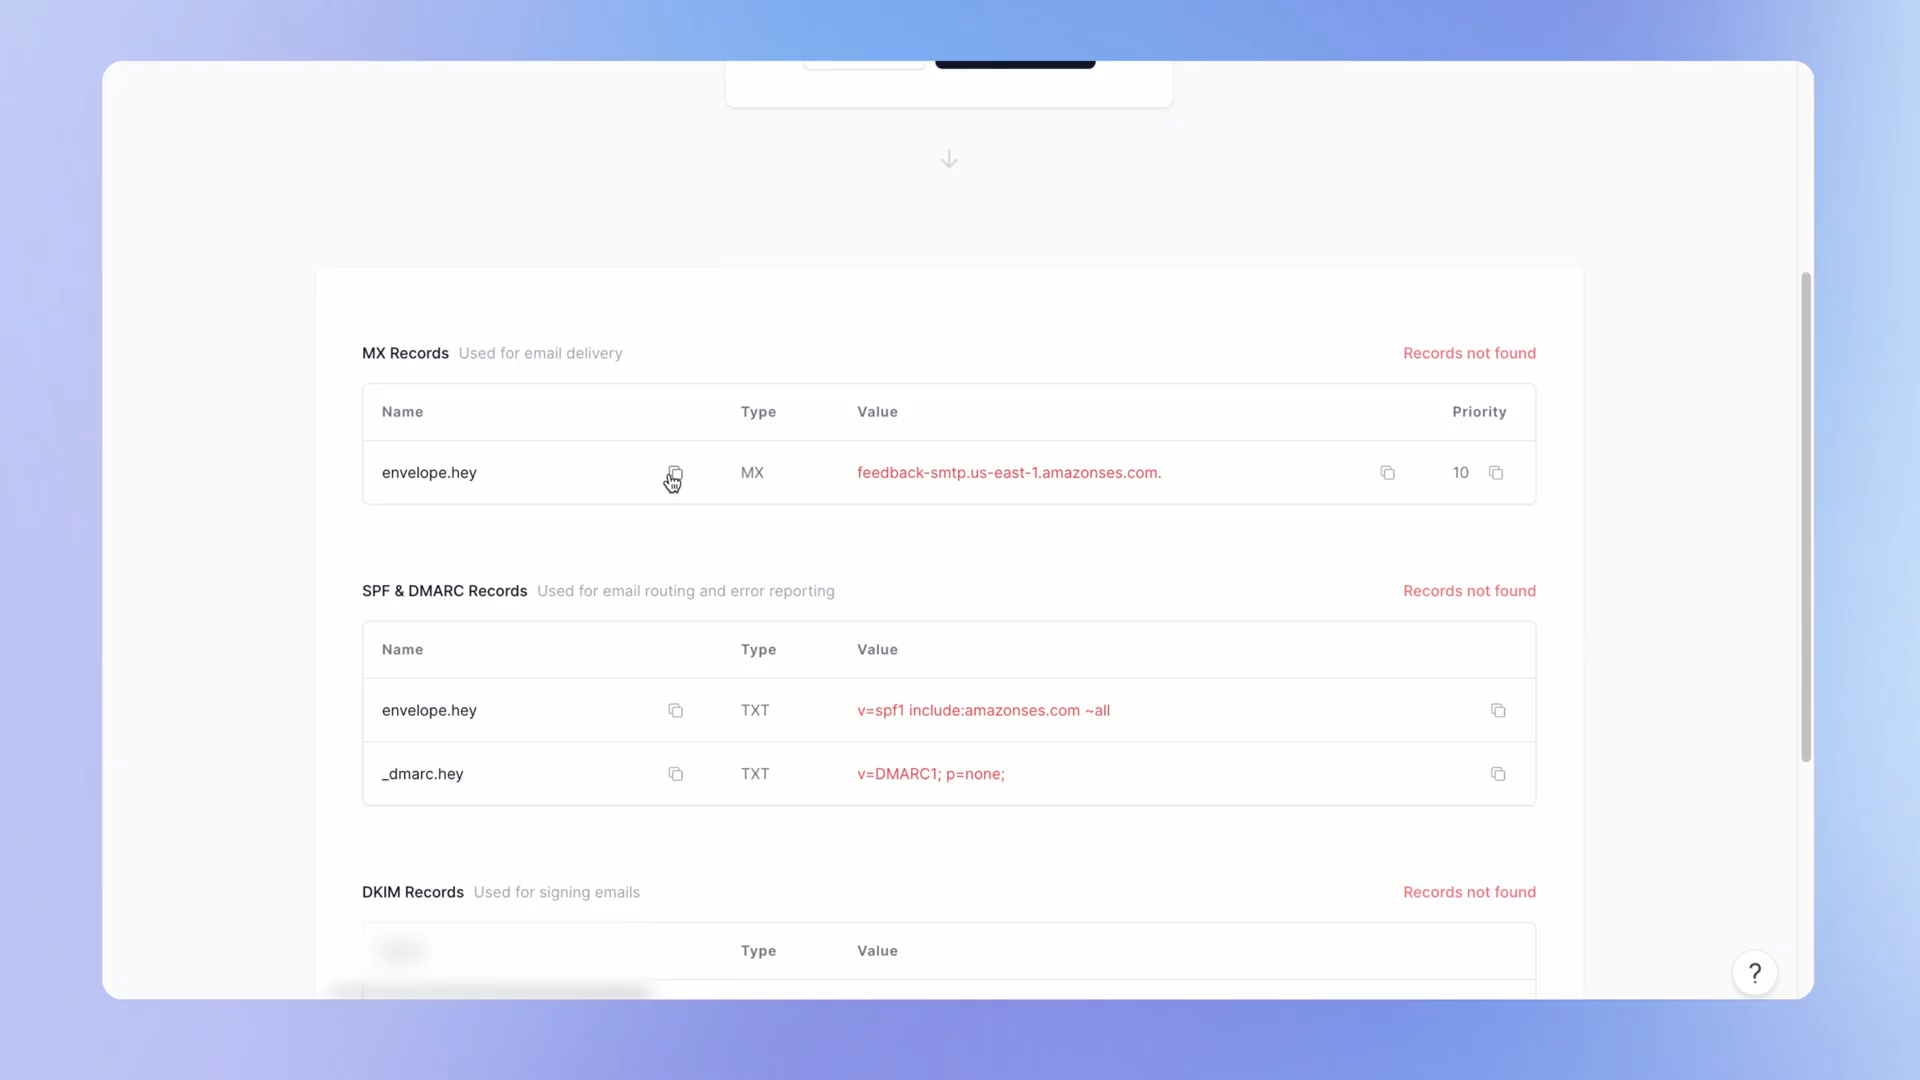 MX Records Used for email delivery Records not found
Name Type Value Priority
envelope.hey MX feedback-smtp.us-east-1.amazonses.com. 10
SPF & DMARC Records Used for email routing and error reporting Records not found
Name Type Value
envelope.hey TXT v=spf1 include:amazonses.com ~all
_dmarc.hey TXT v=DMARC1; p=none;
DKIM Records Used for signing emails Records not found
Type Value
?